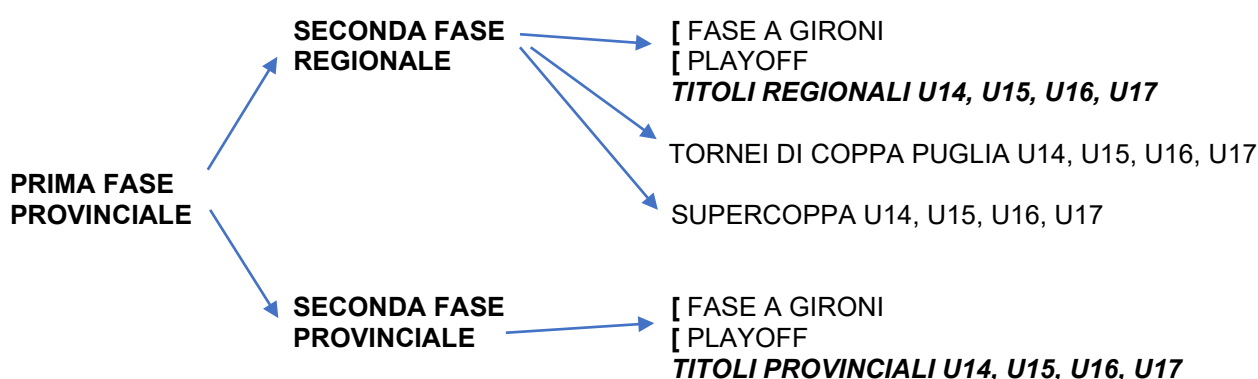 PRIMA FASE
PROVINCIALE
SECONDA FASE
REGIONALE
[ FASE A GIRONI
[ PLAYOFF
TITOLI REGIONALI U14, U15, U16, U17
TORNEI DI COPPA PUGLIA U14, U15, U16, U17
SUPERCOPPA U14, U15, U16, U17
SECONDA FASE
PROVINCIALE
[ FASE A GIRONI
[ PLAYOFF
TITOLI PROVINCIALI U14, U15, U16, U17